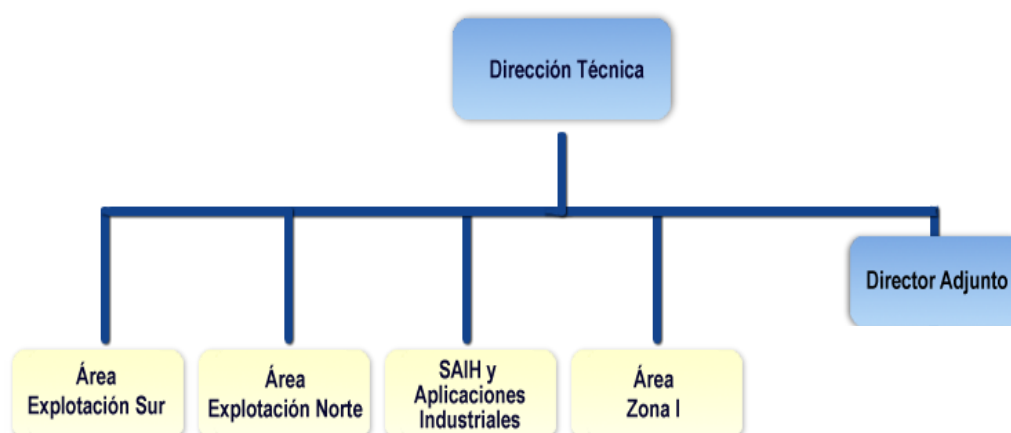 Dirección Técnica
Director Adjunto
Área
Explotación Sur
Área
Explotación Norte
SAIH y
Aplicaciones
Industriales
Área
Zona I